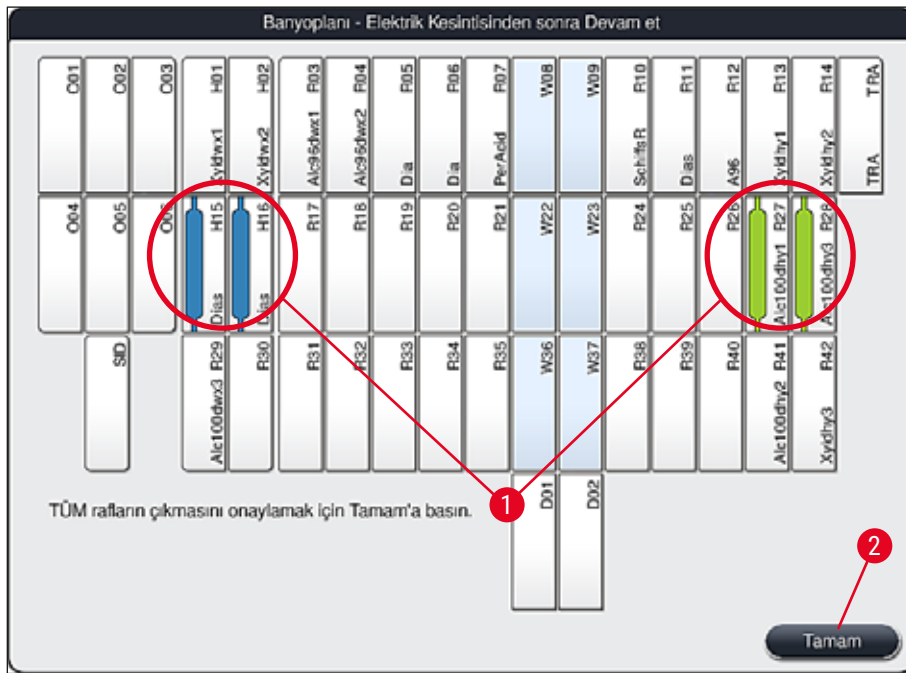 Banyoplanı - Elektrik Kesintisinden sonra Devam et
O01
O02
O03
H01 Xyldwx1
H02 Xyldwx2
R03 Alc96dwx1
R04 Alc96dwx2
R05 Dia
R06 Dia
R07 PerAcid
W08
W09
R10 SchiffsR
R11 Dias
R12 A96
R13 Xyldhy1
R14 Xyldhy2
TRA TRA
O04
O05
O06
H15 Dias
H16 Dias
R17
R18
R19
R20
R21
W22
W23
R24
R25
R26
R27 Alc100dhy1
R28 Alc100dhy3
SID
R29 Alc100dwx3
R30
R31
R32
R33
R34
R35
W36
W37
R38
R39
R40
R41 Alc100dhy2
R42 Xyldhy3
TÜM rafların çıkmasını onaylamak için Tamam'a basın.
1
D01
D02
2
Tamam